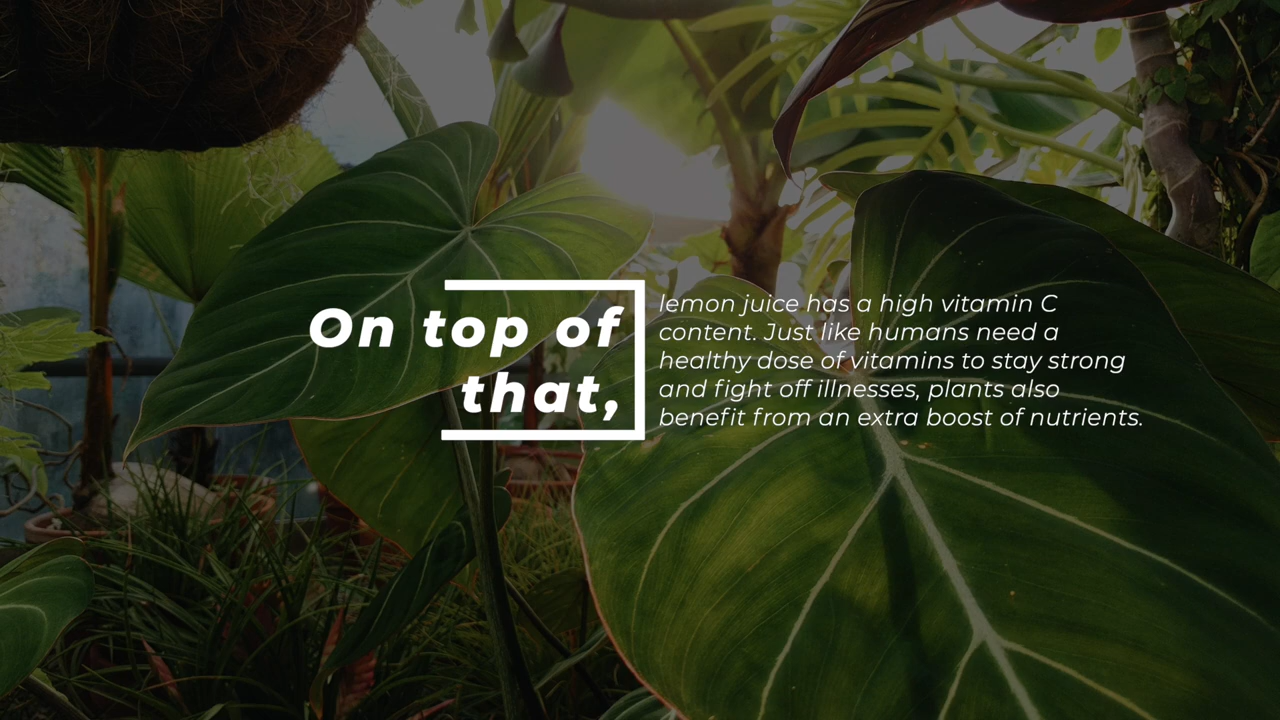 On top of
that,
lemon juice has a high vitamin C
content. Just like humans need a
healthy dose of vitamins to stay strong
and fight off illnesses, plants also
benefit from an extra boost of nutrients.